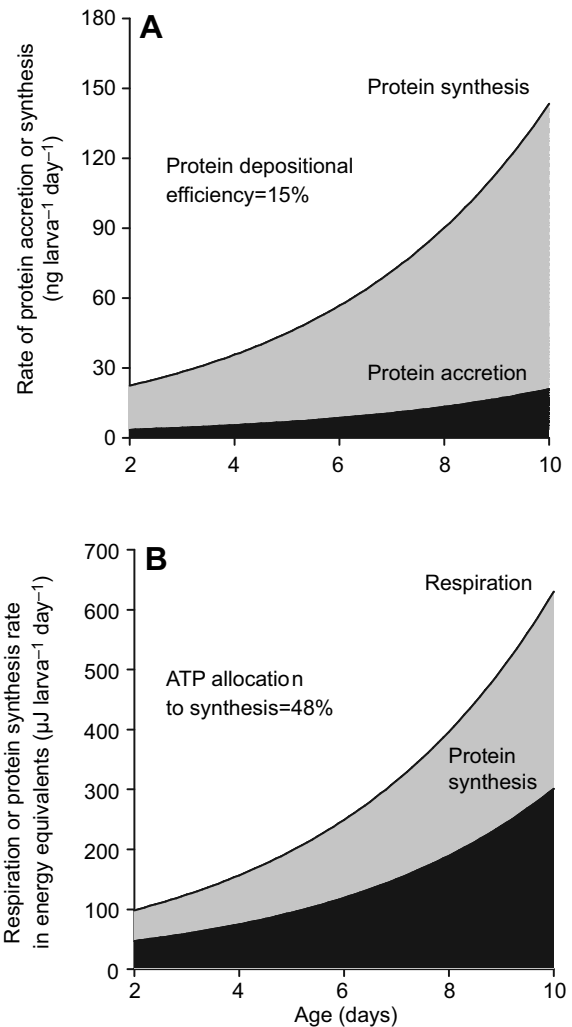 A
Rate of protein accretion or synthesis
(ng larva⁻¹ day⁻¹)
180
150
120
90
60
30
0
Protein synthesis
Protein depositional
efficiency=15%
Protein accretion
2 4 6 8 10
B
Respiration or protein synthesis rate
in energy equivalents (µJ larva⁻¹ day⁻¹)
700
600
500
400
300
200
100
0
Respiration
ATP allocation
to synthesis=48%
Protein
synthesis
2 4 6 8 10
Age (days)